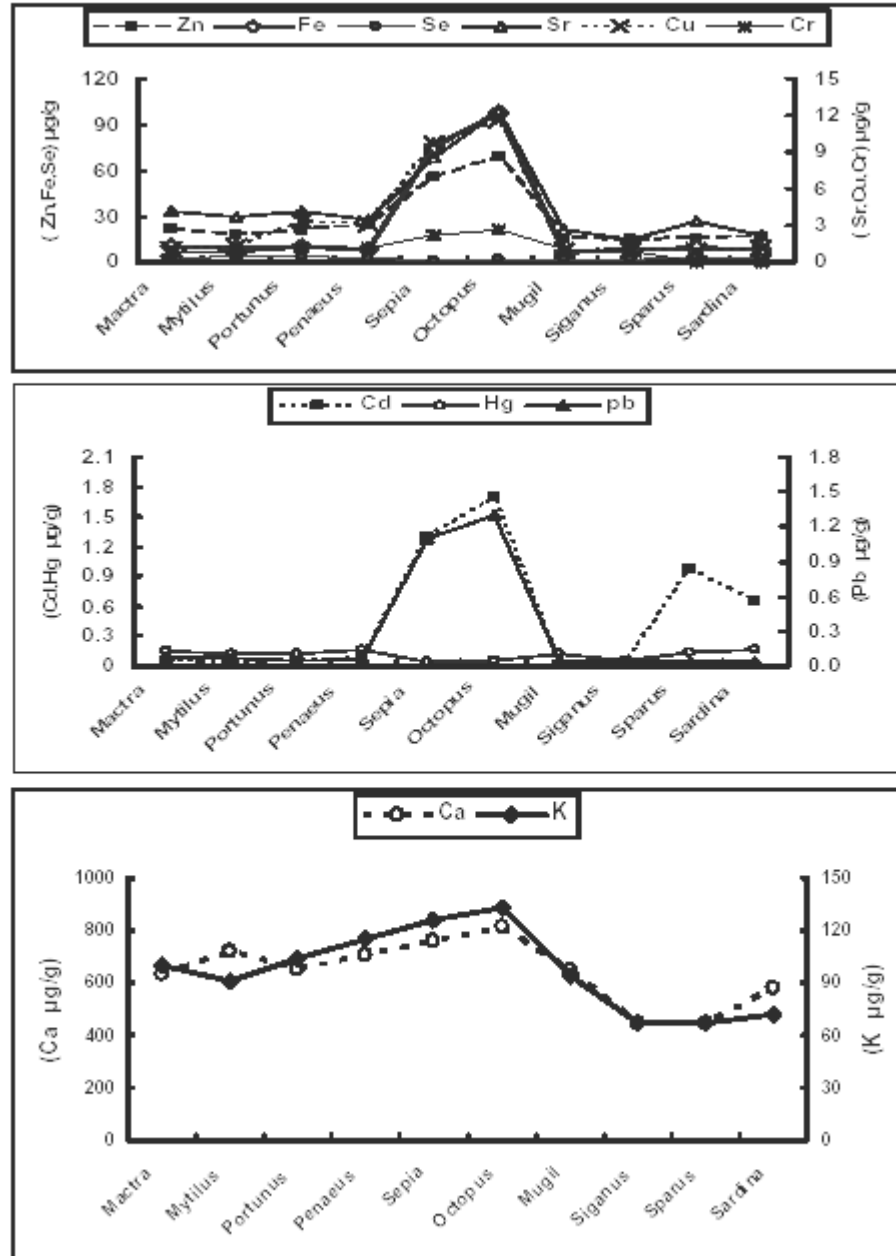 Zn Fe Se Sr Cu Cr
120
90
60
30
0
( Zn,Fe,Se) µg/g
15
12
9
6
3
0
( Sr,Cu,Cr) µg/g
Mactra
Mytilus
Portunus
Penaeus
Sepia
Octopus
Mugil
Siganus
Sparus
Sardina
Cd Hg pb
2.1
1.8
1.5
1.2
0.9
0.6
0.3
0
(Cd,Hg µg/g)
1.8
1.5
1.2
0.9
0.6
0.3
0.0
(Pb µg/g)
Mactra
Mytilus
Portunus
Penaeus
Sepia
Octopus
Mugil
Siganus
Sparus
Sardina
Ca K
1000
800
600
400
200
0
(Ca µg/g)
150
120
90
60
30
0
(K µg/g)
Mactra
Mytilus
Portunus
Penaeus
Sepia
Octopus
Mugil
Siganus
Sparus
Sardina